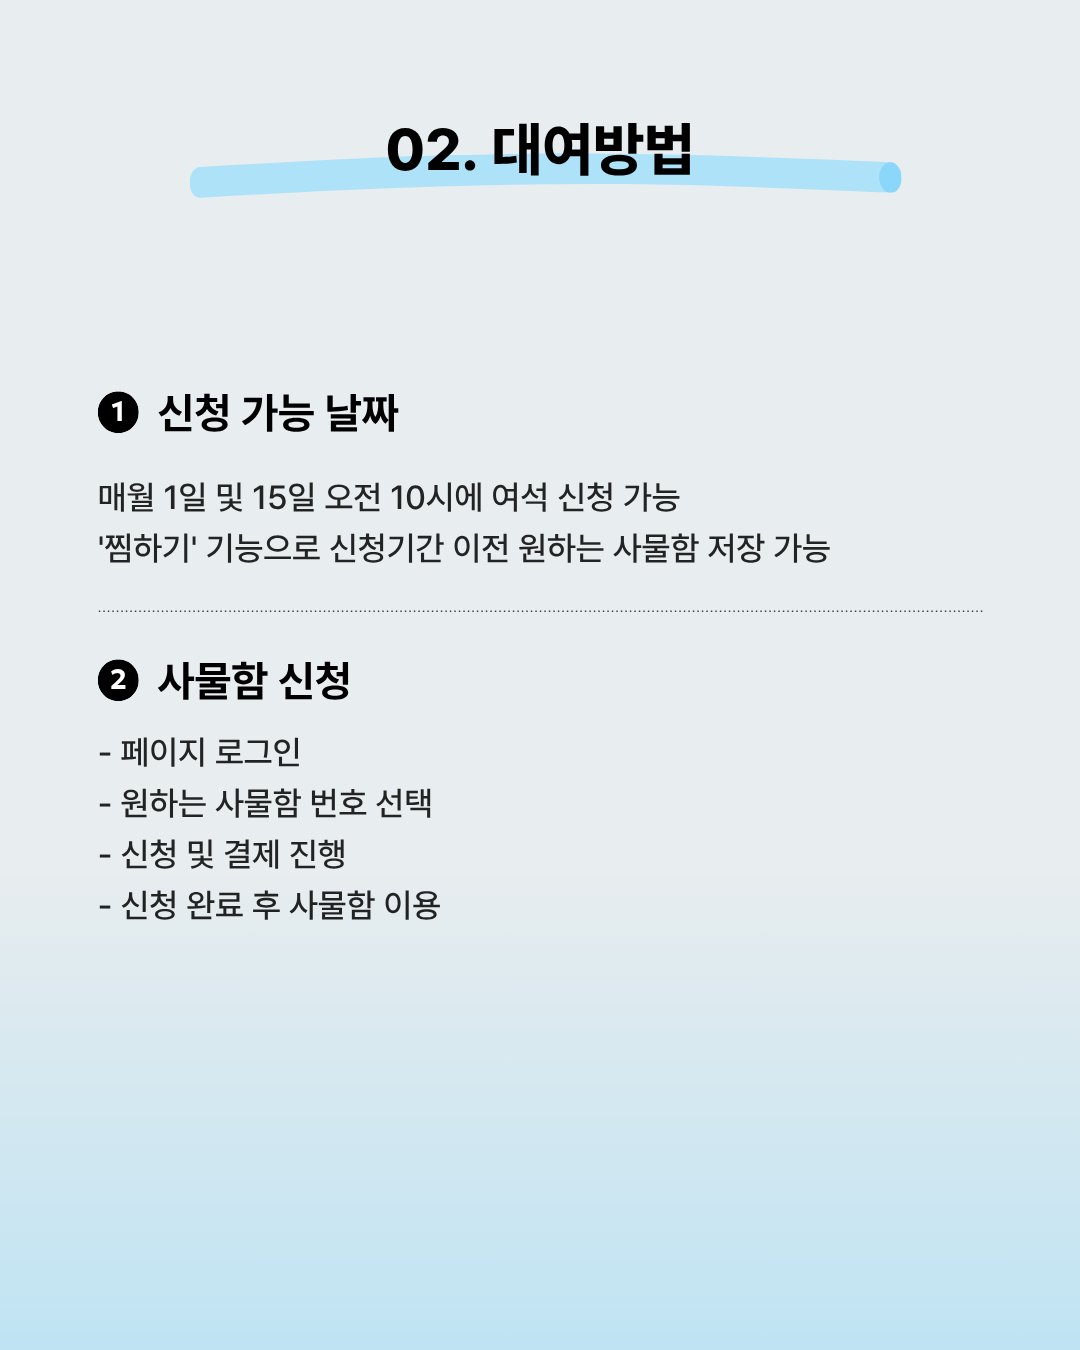 02. 대여방법
1 신청 가능 날짜
매월 1일 및 15일 오전 10시에 여석 신청 가능
'찜하기' 기능으로 신청기간 이전 원하는 사물함 저장 가능
2 사물함 신청
- 페이지 로그인
- 원하는 사물함 번호 선택
- 신청 및 결제 진행
- 신청 완료 후 사물함 이용